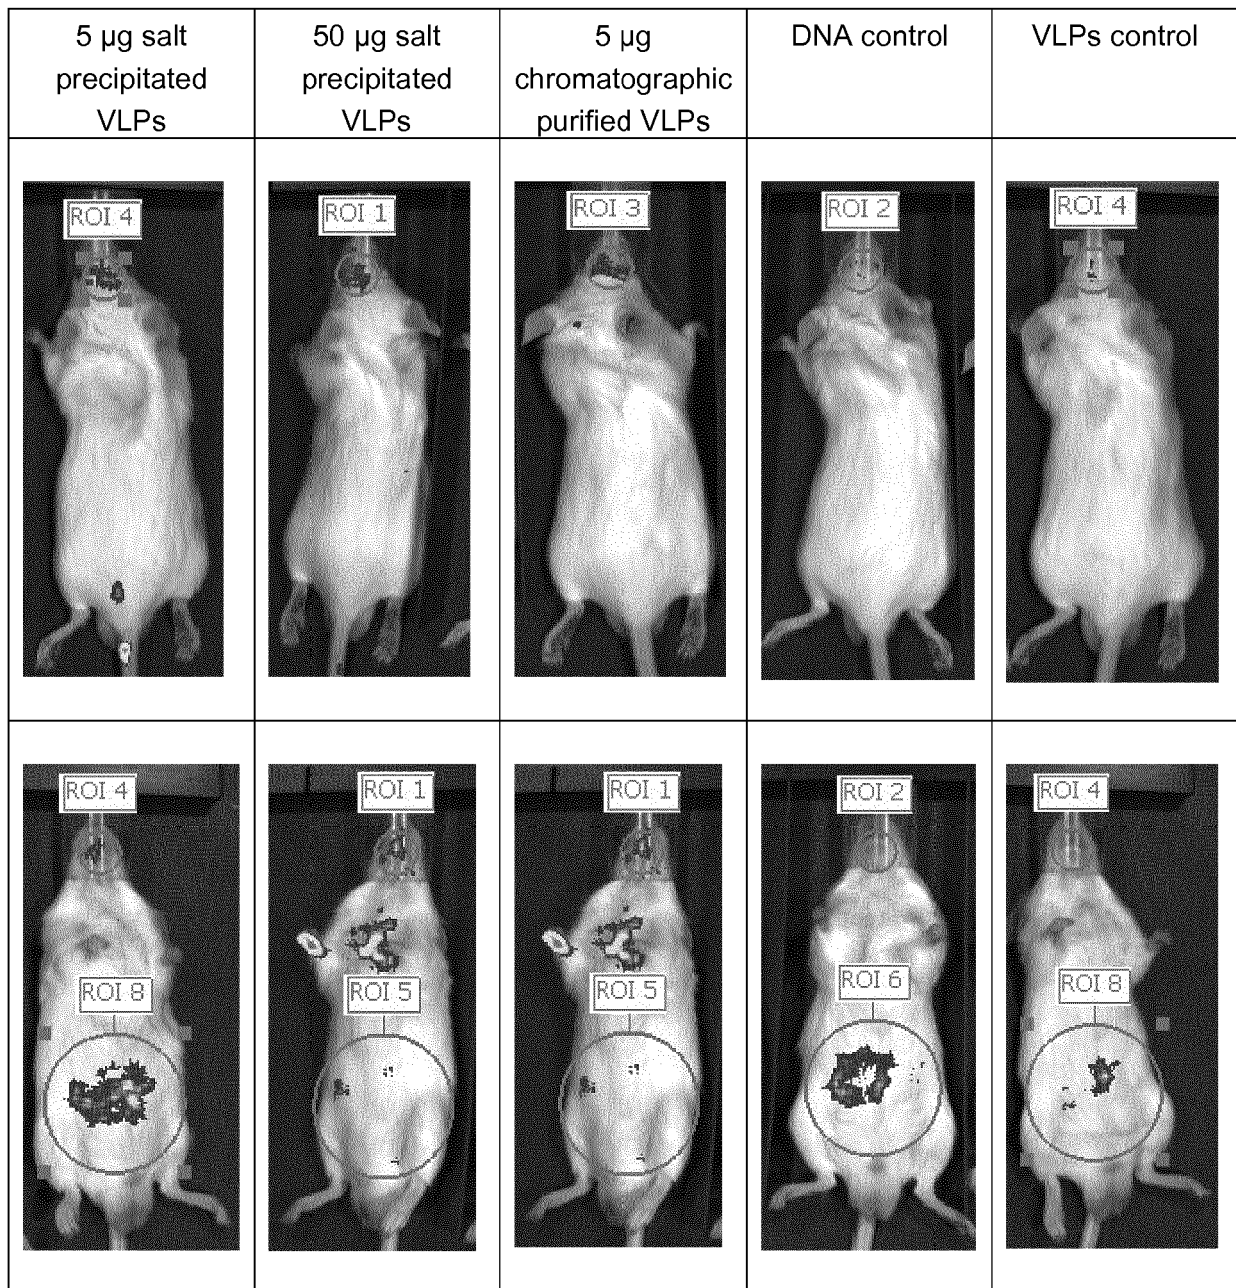 5 µg salt
precipitated
VLPs
50 µg salt
precipitated
VLPs
5 µg
chromatographic
purified VLPs
DNA control
VLPs control
ROI 4
ROI 1
ROI 3
ROI 2
ROI 4
ROI 4
ROI 1
ROI 1
ROI 2
ROI 4
ROI 8
ROI 5
ROI 5
ROI 6
ROI 8